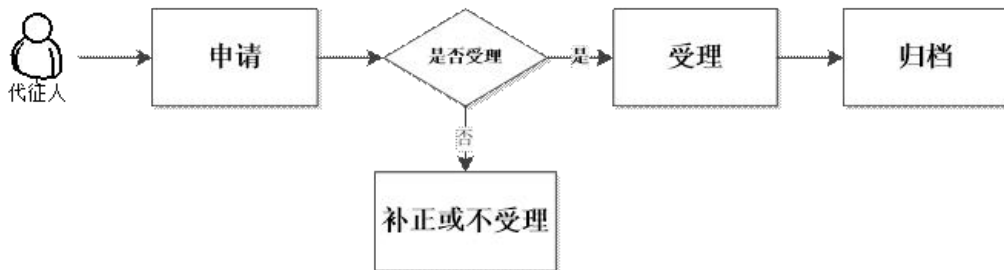 代征人
申请
是否受理
是
受理
归档
否
补正或不受理